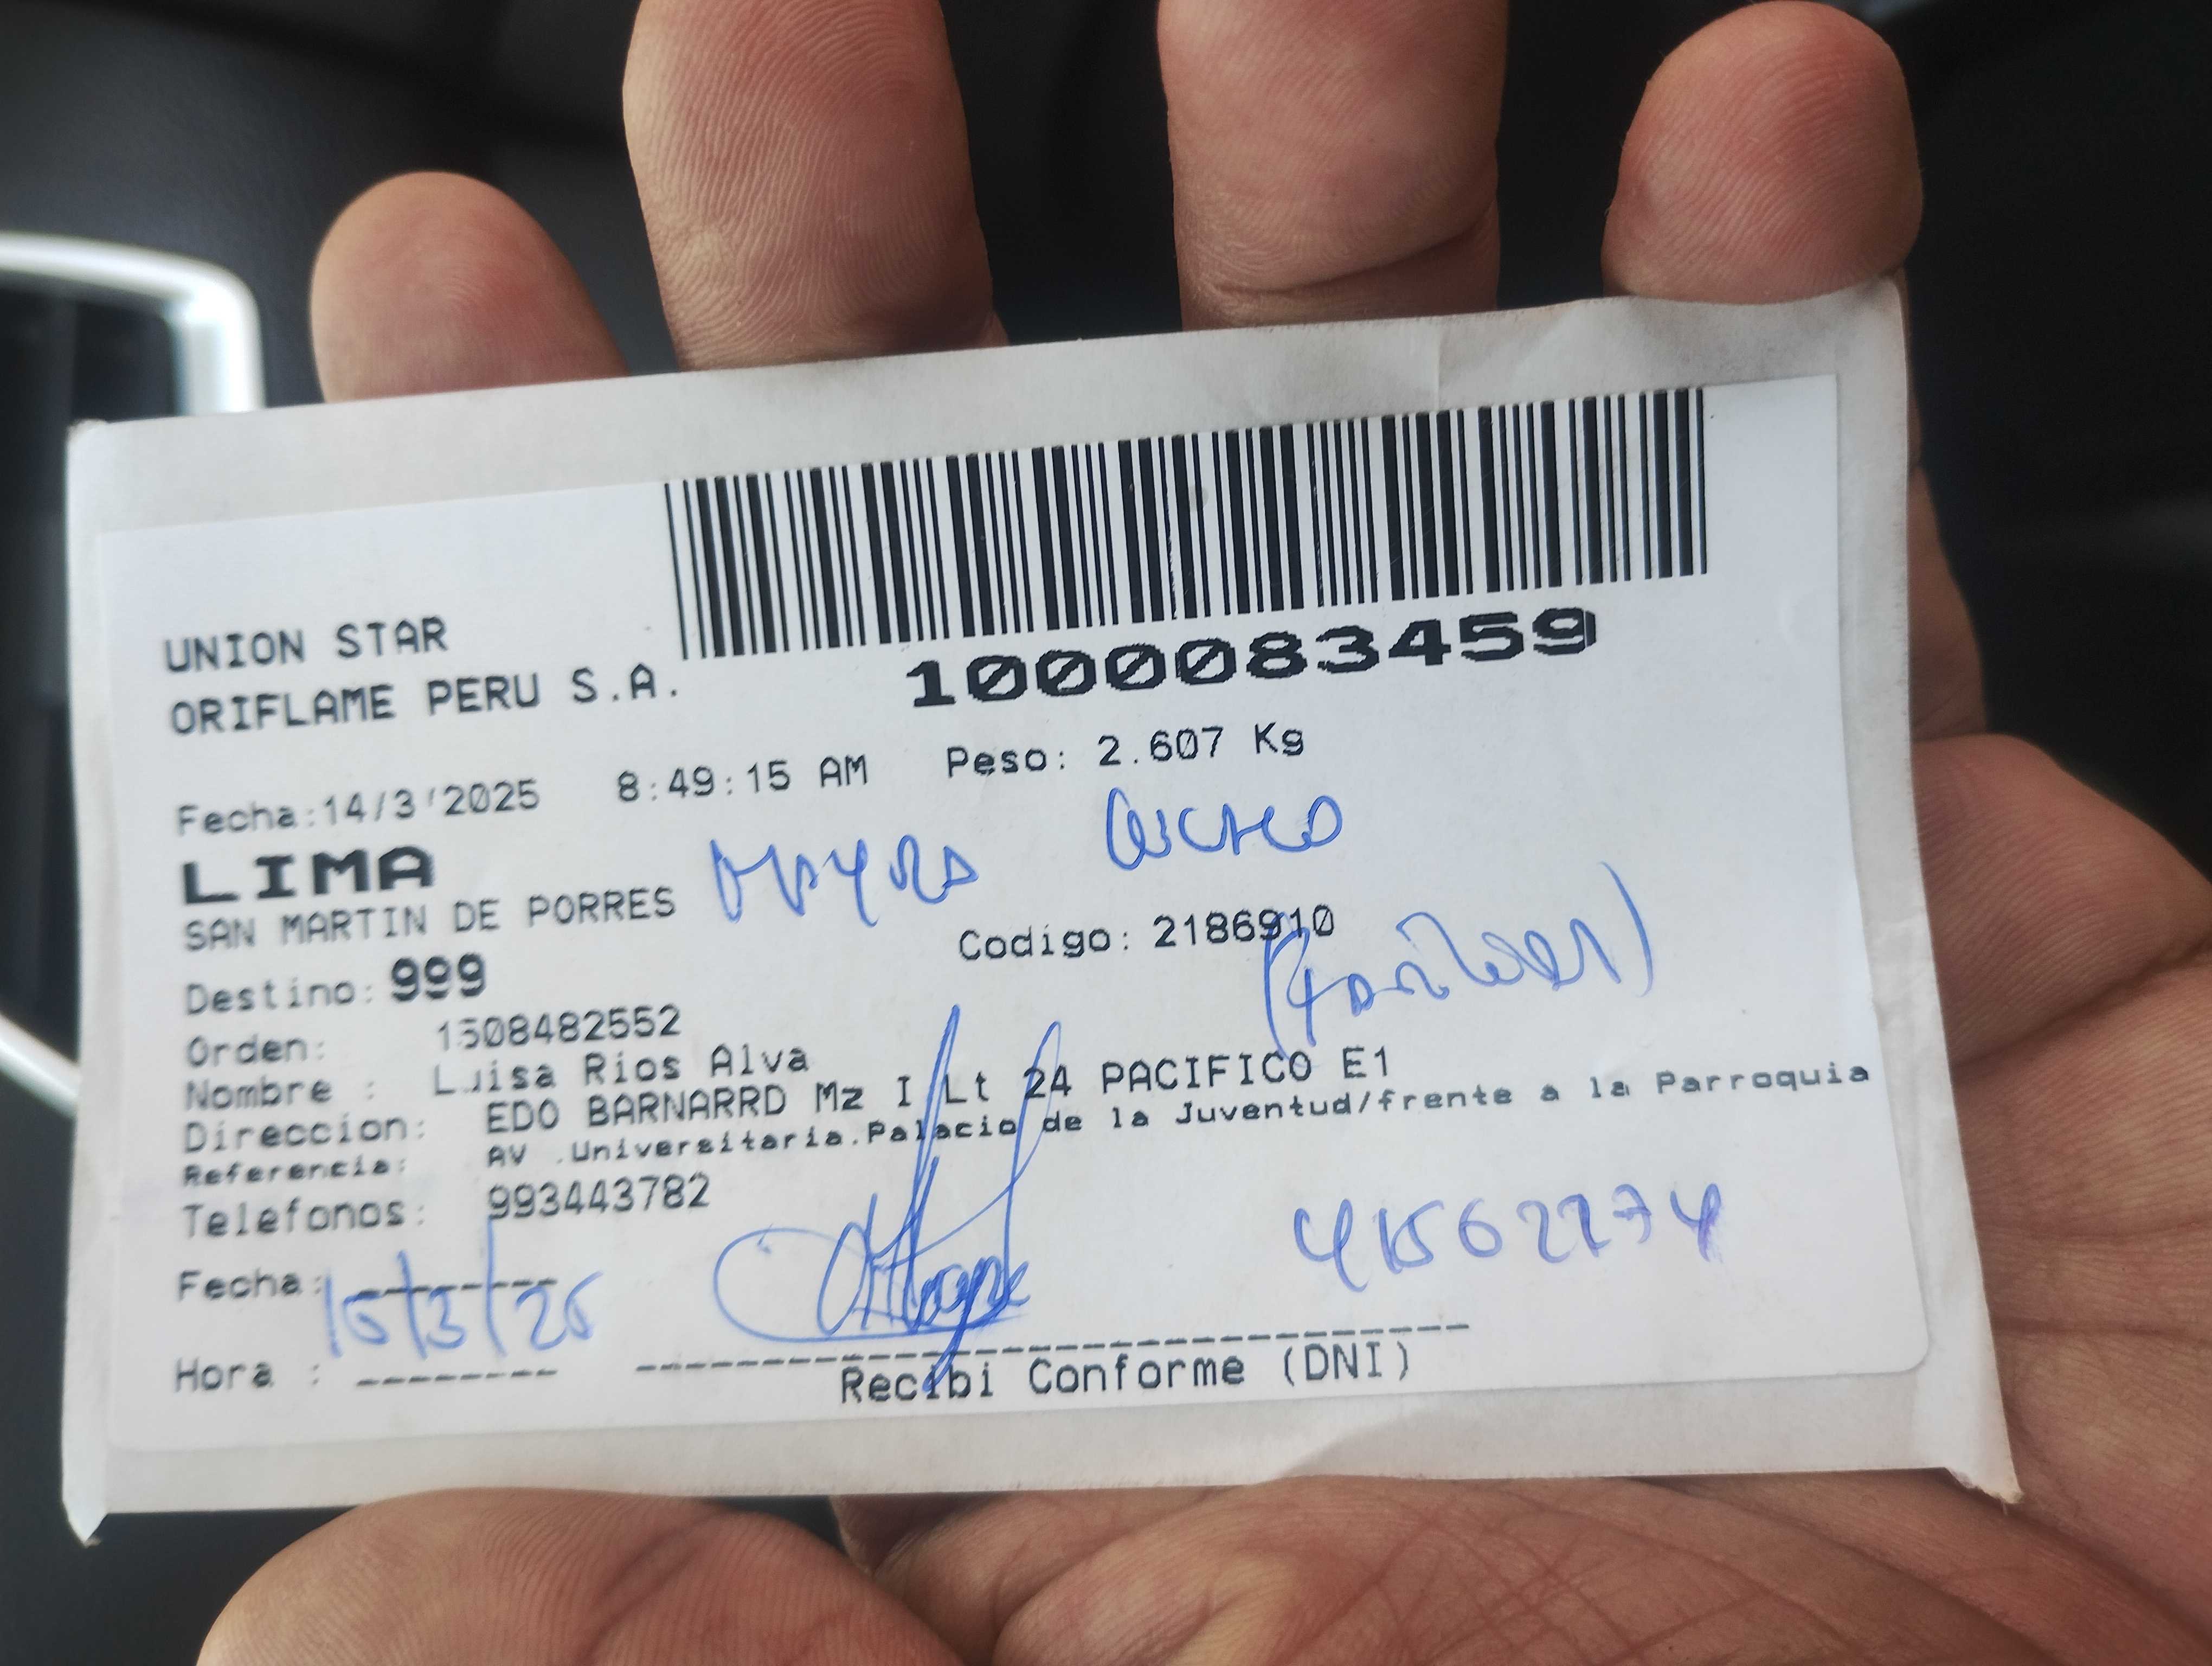 UNION STAR
ORIFLAME PERU S.A.
1000083459
Fecha:14/3/2025 8:49:15 AM Peso: 2.607 Kg
LIMA
SAN MARTIN DE PORRES
Codigo: 2186910
Destino: 999
(familiar)
Orden: 1508482552
Nombre : Luisa Rios Alva
Direccion: EDO BARNARRD Mz I Lt 24 PACIFICO E1
Referencia: AV .Universitaria.Palacio de la Juventud/frente a la Parroquia
Telefonos: 993443782
Fecha:
Hora :
Recibi Conforme (DNI)